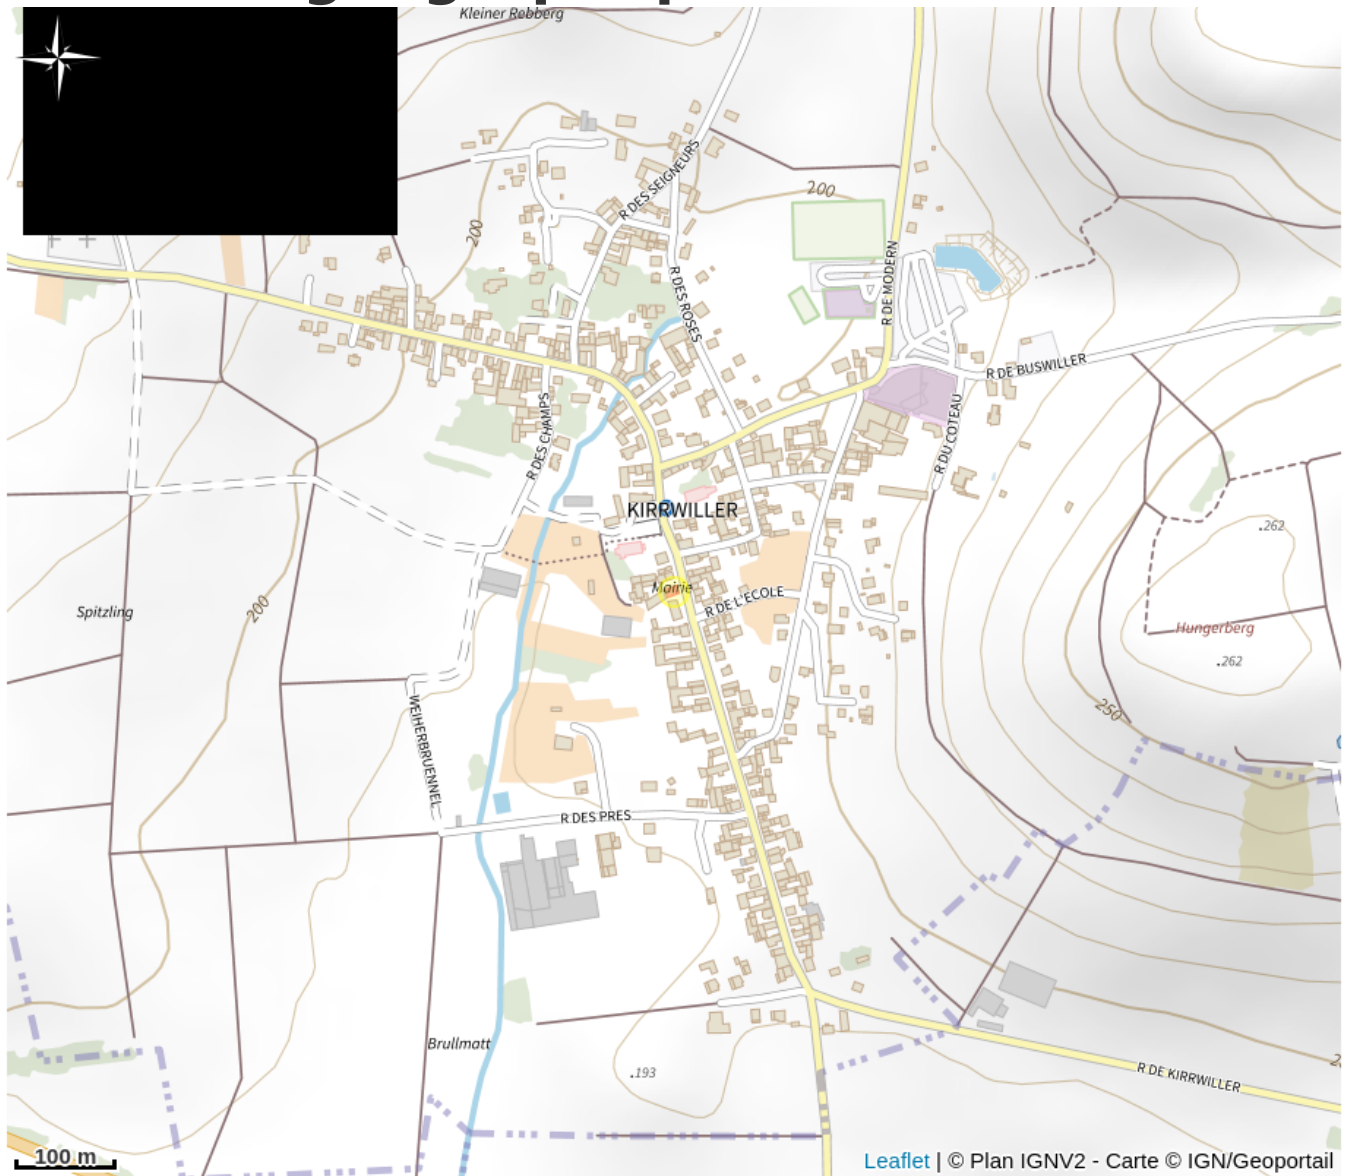 Kleiner Rebberg
R DES SEIGNEURS
200
200
R DE MODERN
R DES ROSES
R DE BUSWILLER
R DES CHAMPS
R DU COTEAU
KIRRWILLER
.262
Mairie
R DE L'ECOLE
Spitzling
200
Hungerberg
.262
250
WEIHERBRUENNEL
R DES PRES
Brullmatt
.193
R DE KIRRWILLER
100 m
Leaflet | © Plan IGNV2 - Carte © IGN/Geoportail